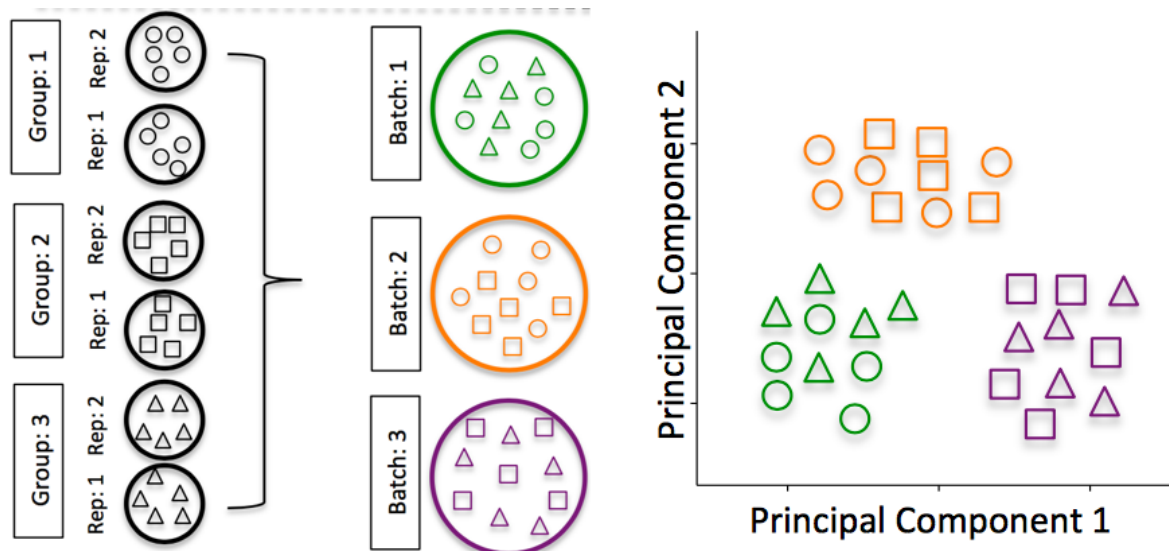 Group: 1
Rep: 2
Rep: 1
Group: 2
Rep: 2
Rep: 1
Group: 3
Rep: 2
Rep: 1
Batch: 1
Batch: 2
Batch: 3
Principal Component 2
Principal Component 1